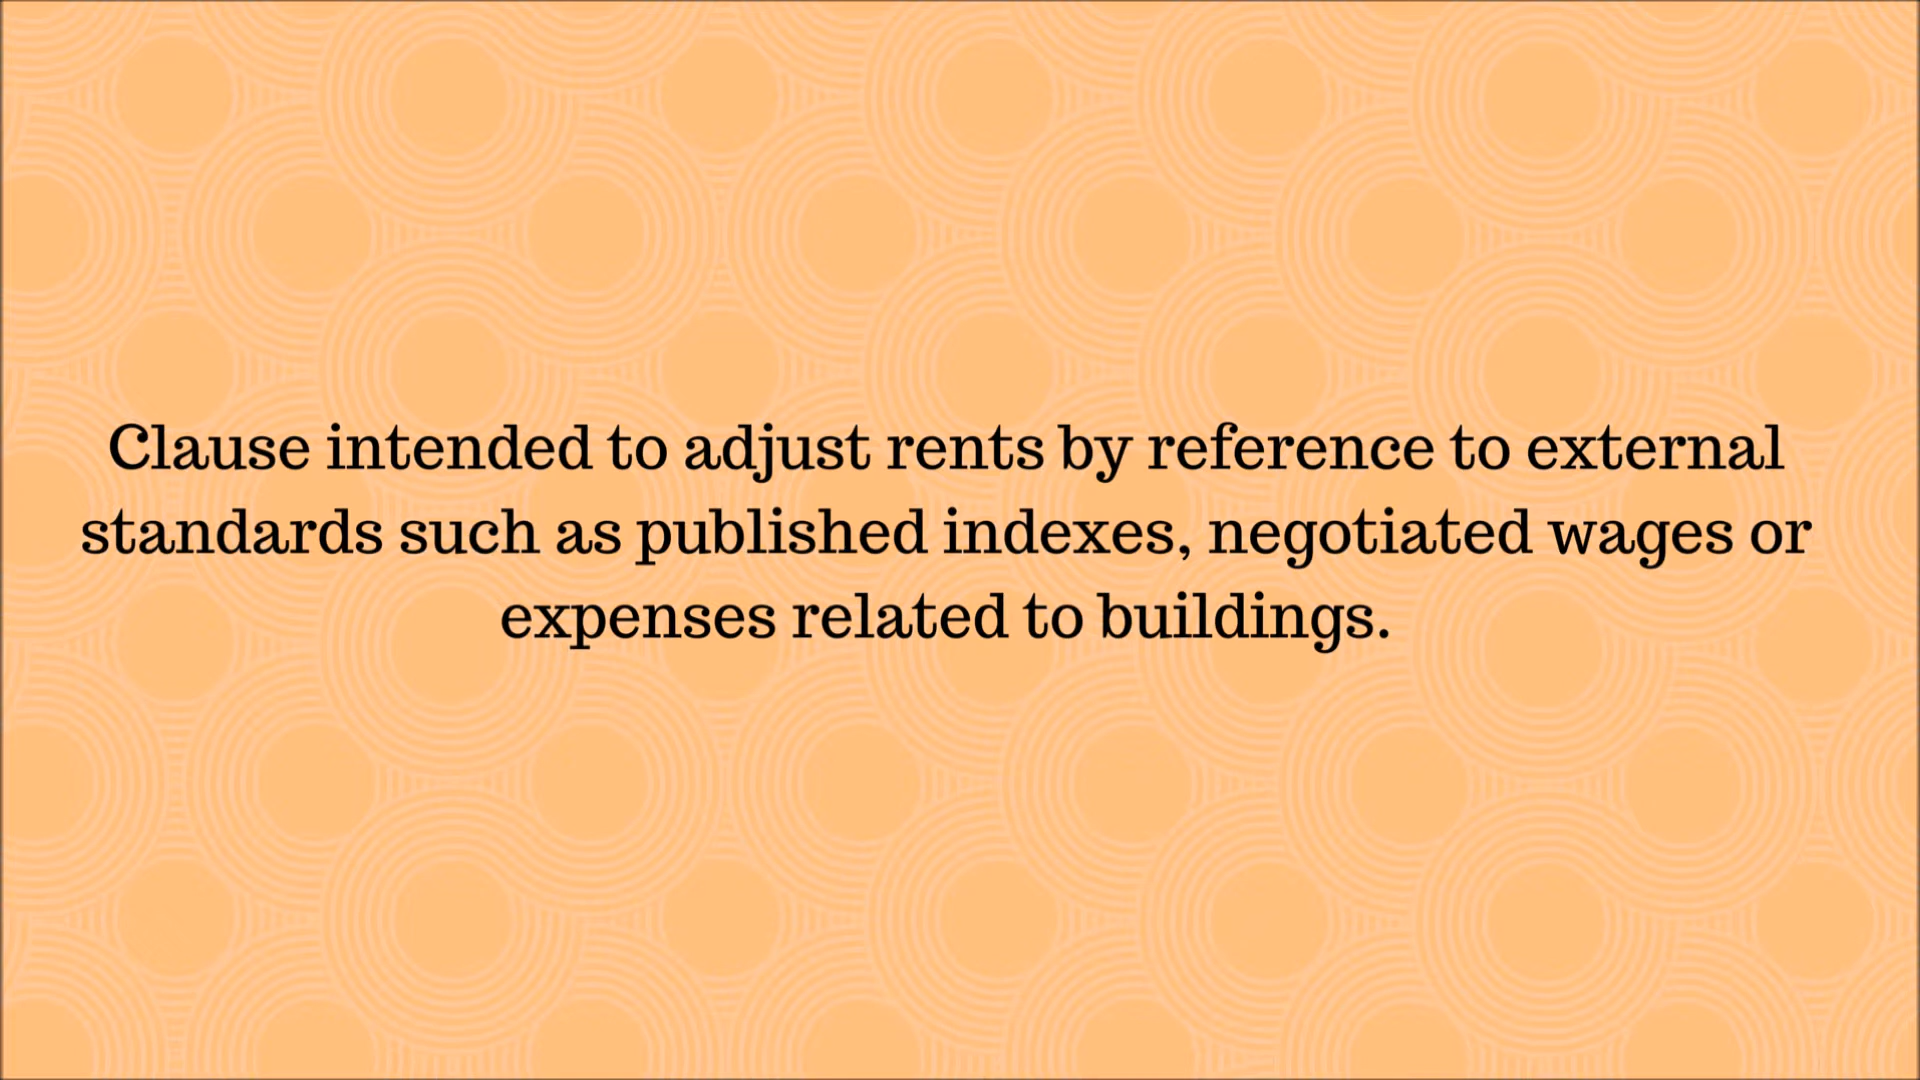 Clause intended to adjust rents by reference to external
standards such as published indexes, negotiated wages or
expenses related to buildings.